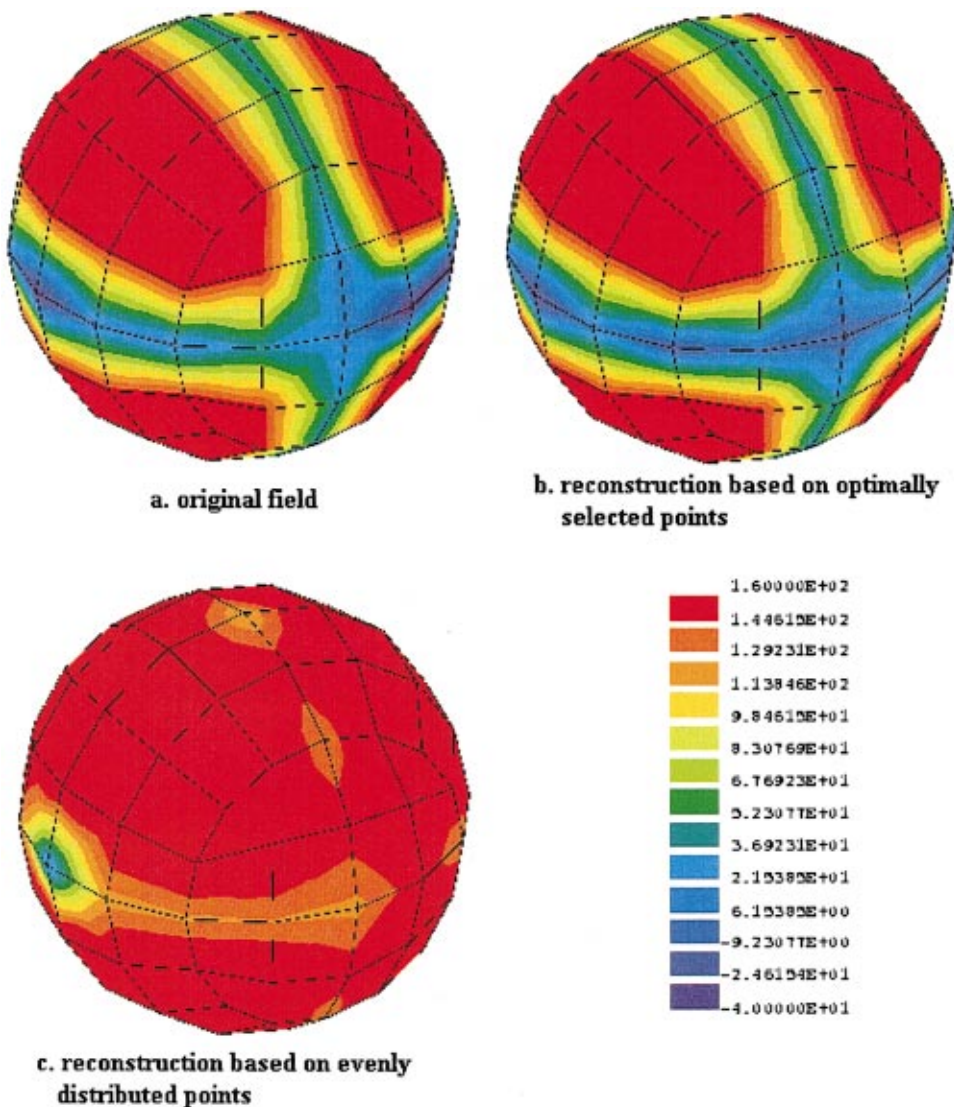 a. original field
b. reconstruction based on optimally
selected points
1.60000E+02
1.44615E+02
1.29231E+02
1.13846E+02
9.84615E+01
8.30769E+01
6.76923E+01
5.23077E+01
3.69231E+01
2.15385E+01
6.15385E+00
-9.23077E+00
-2.46154E+01
-4.00000E+01
c. reconstruction based on evenly
distributed points